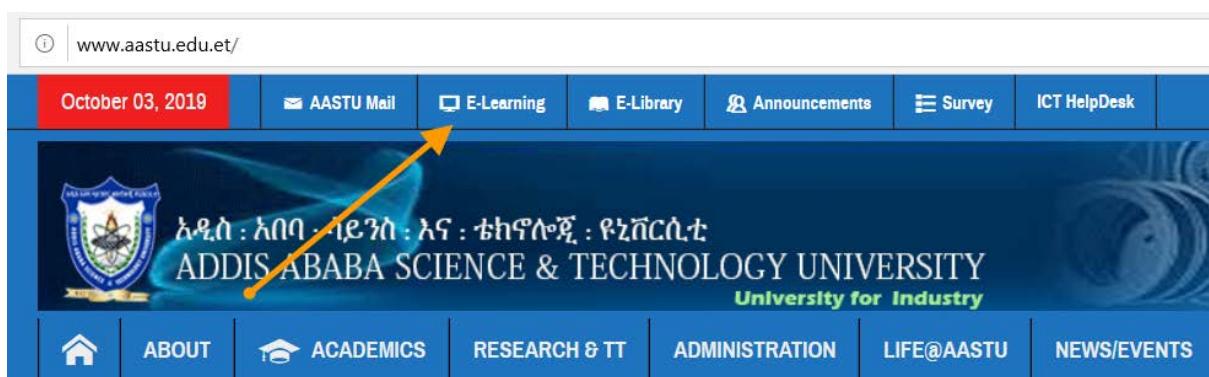 www.aastu.edu.et/
October 03, 2019 AASTU Mail E-Learning E-Library Announcements Survey ICT HelpDesk
አዲስ : አበባ : ሳይንስ : እና : ቴክኖሎጂ : ዩኒቨርሲቲ
ADDIS ABABA SCIENCE & TECHNOLOGY UNIVERSITY
University for Industry
ABOUT ACADEMICS RESEARCH & TT ADMINISTRATION LIFE@AASTU NEWS/EVENTS